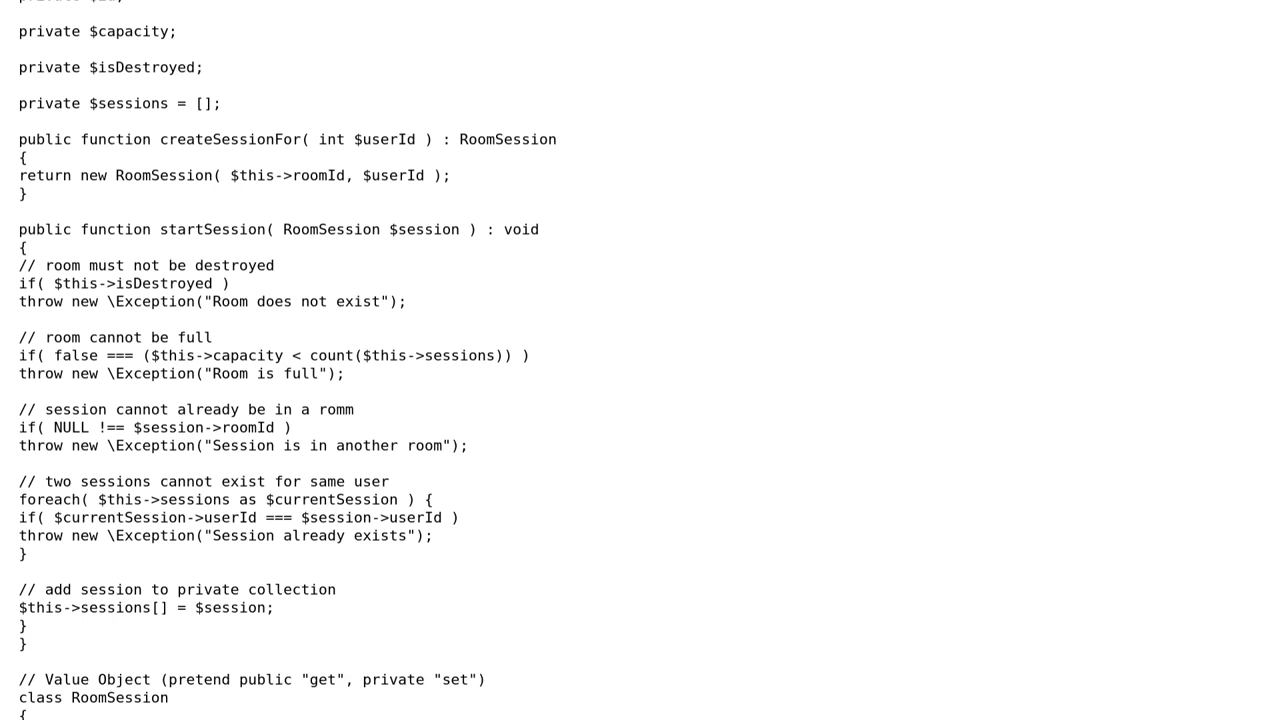 private $capacity;
private $isDestroyed;
private $sessions = [];
public function createSessionFor( int $userId ) : RoomSession
{
return new RoomSession( $this->roomId, $userId );
}
public function startSession( RoomSession $session ) : void
{
// room must not be destroyed
if( $this->isDestroyed )
throw new \Exception("Room does not exist");
// room cannot be full
if( false === ($this->capacity < count($this->sessions)) )
throw new \Exception("Room is full");
// session cannot already be in a romm
if( NULL !== $session->roomId )
throw new \Exception("Session is in another room");
// two sessions cannot exist for same user
foreach( $this->sessions as $currentSession ) {
if( $currentSession->userId === $session->userId )
throw new \Exception("Session already exists");
}
// add session to private collection
$this->sessions[] = $session;
}
}
// Value Object (pretend public "get", private "set")
class RoomSession
{